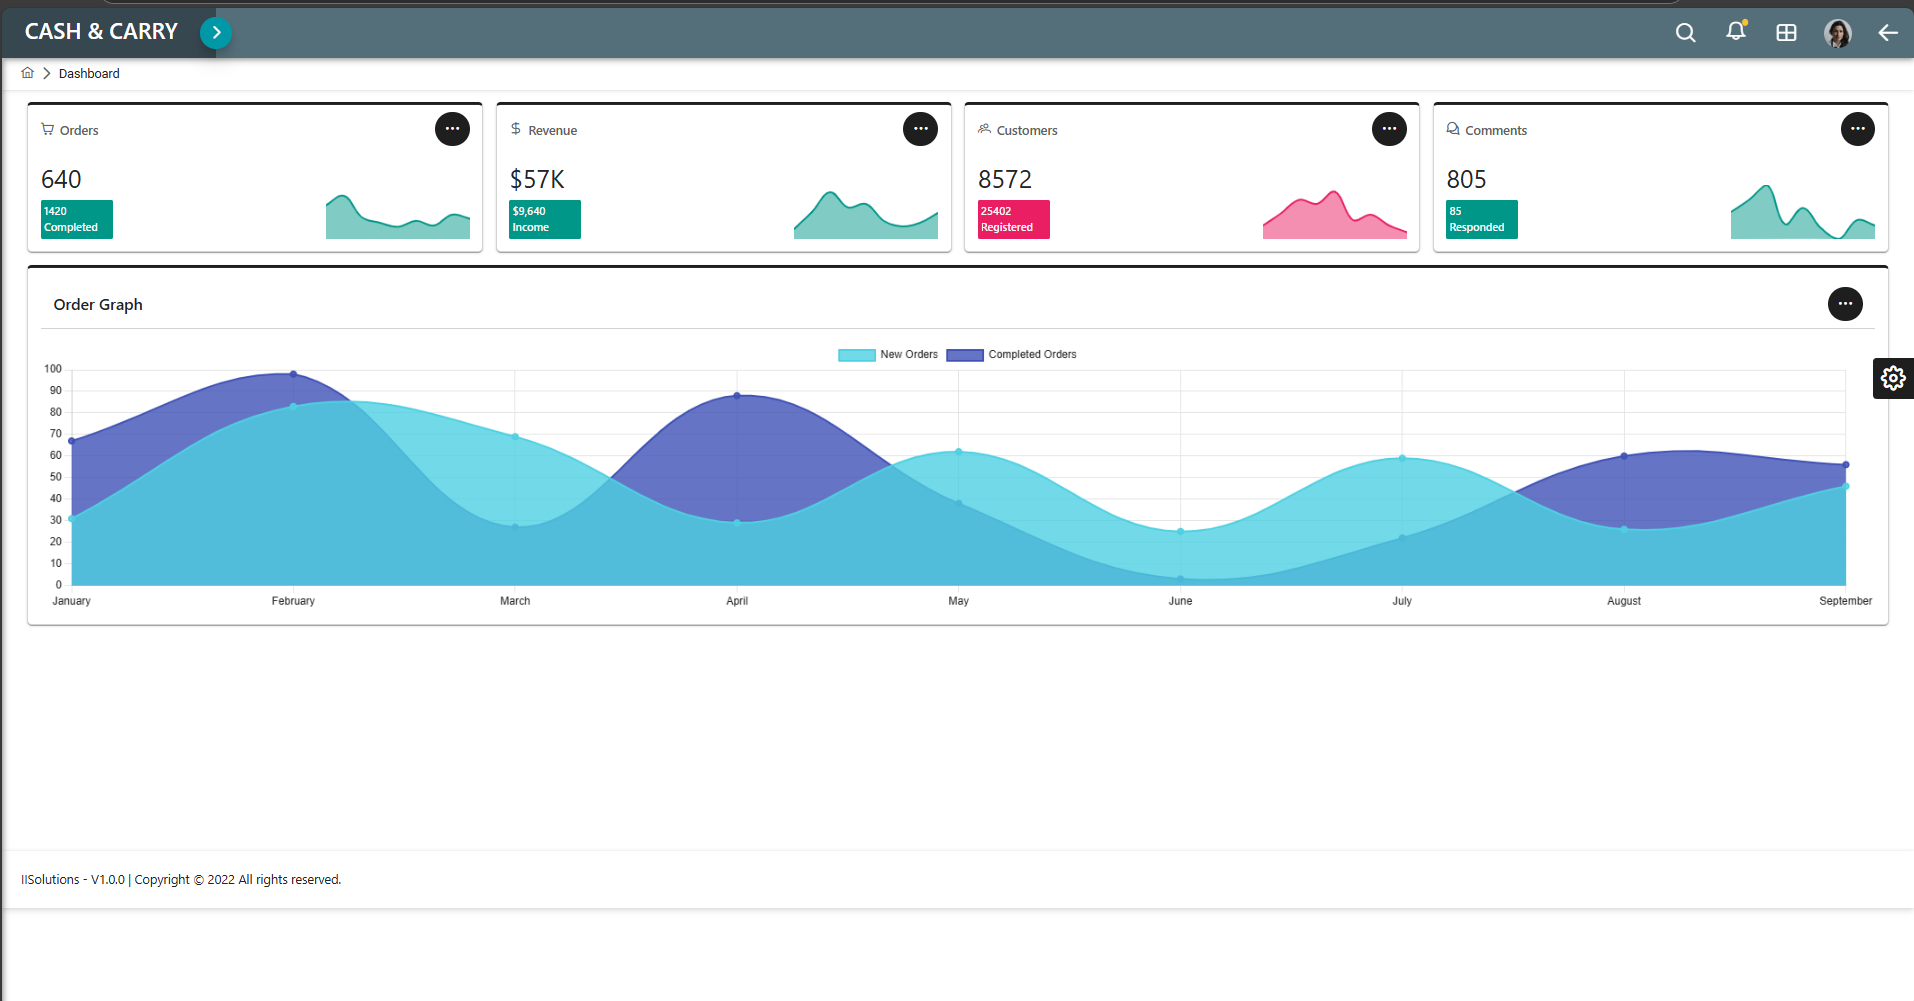 CASH & CARRY
Dashboard
Orders
640
1420
Completed
Revenue
$57K
$9,640
Income
Customers
8572
25402
Registered
Comments
805
85
Responded
Order Graph
New Orders Completed Orders
100
90
80
70
60
50
40
30
20
10
0
January February March April May June July August September
IISolutions - V1.0.0 | Copyright © 2022 All rights reserved.